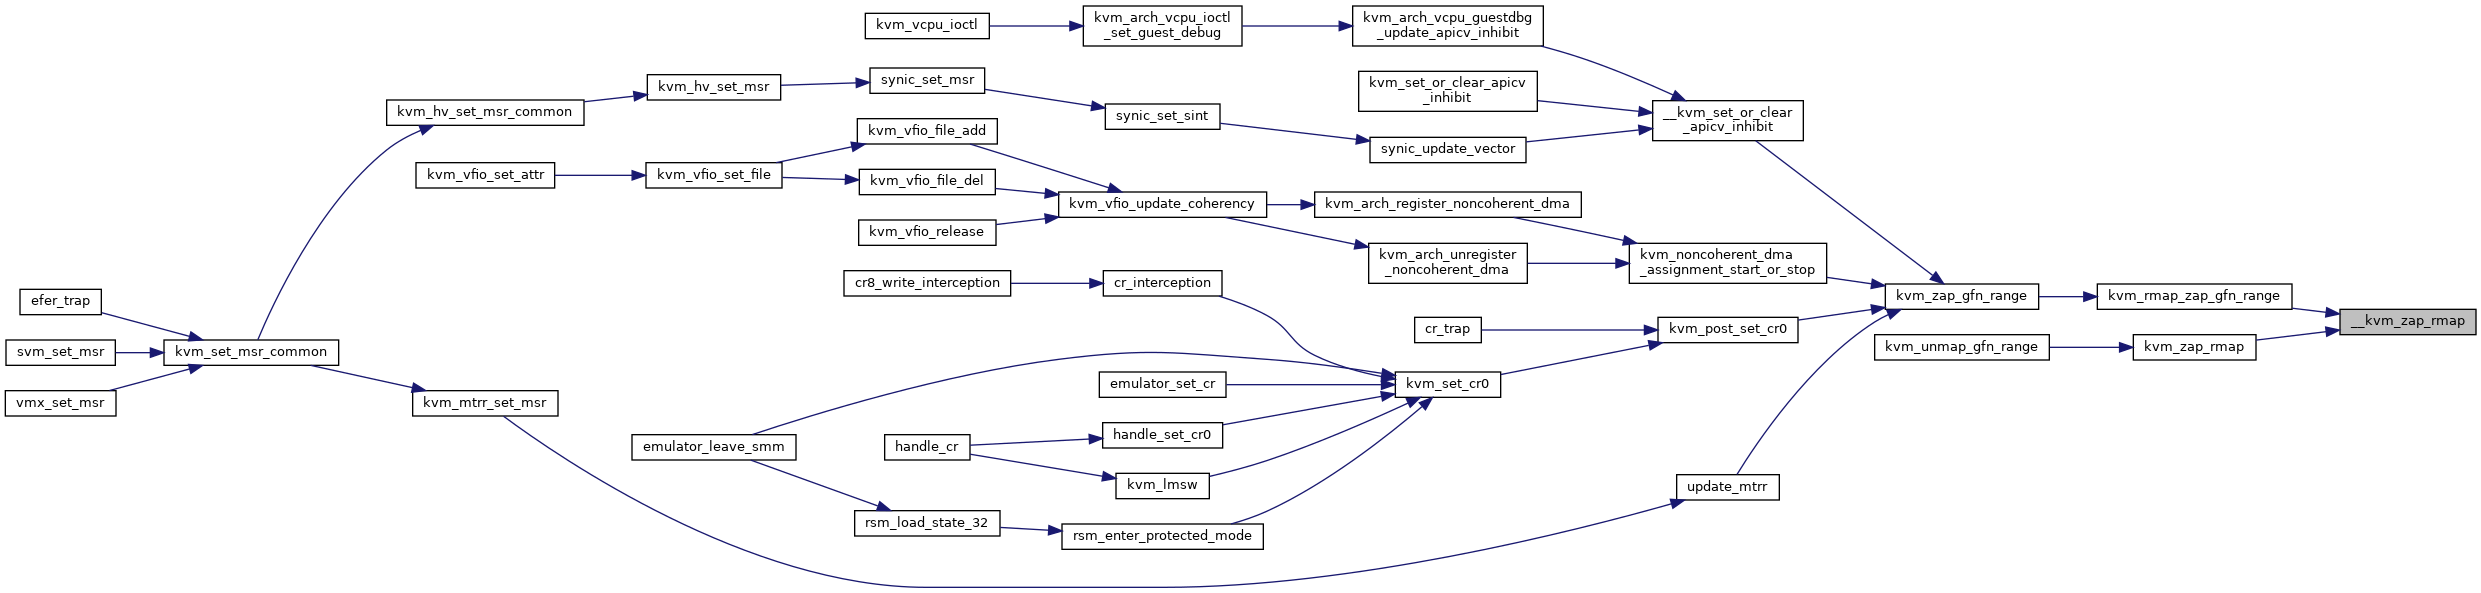 kvm_vcpu_ioctl
kvm_arch_vcpu_ioctl
_set_guest_debug
kvm_arch_vcpu_guestdbg
_update_apicv_inhibit
kvm_hv_set_msr_common
kvm_hv_set_msr
synic_set_msr
kvm_set_or_clear_apicv
_inhibit
synic_set_sint
__kvm_set_or_clear
_apicv_inhibit
kvm_vfio_file_add
synic_update_vector
kvm_vfio_set_attr
kvm_vfio_set_file
kvm_vfio_file_del
kvm_vfio_update_coherency
kvm_arch_register_noncoherent_dma
kvm_vfio_release
kvm_arch_unregister
_noncoherent_dma
kvm_noncoherent_dma
_assignment_start_or_stop
cr8_write_interception
cr_interception
efer_trap
kvm_zap_gfn_range
kvm_rmap_zap_gfn_range
cr_trap
kvm_post_set_cr0
__kvm_zap_rmap
svm_set_msr
kvm_set_msr_common
kvm_unmap_gfn_range
kvm_zap_rmap
emulator_set_cr
kvm_set_cr0
vmx_set_msr
kvm_mtrr_set_msr
emulator_leave_smm
handle_cr
handle_set_cr0
kvm_lmsw
update_mtrr
rsm_load_state_32
rsm_enter_protected_mode